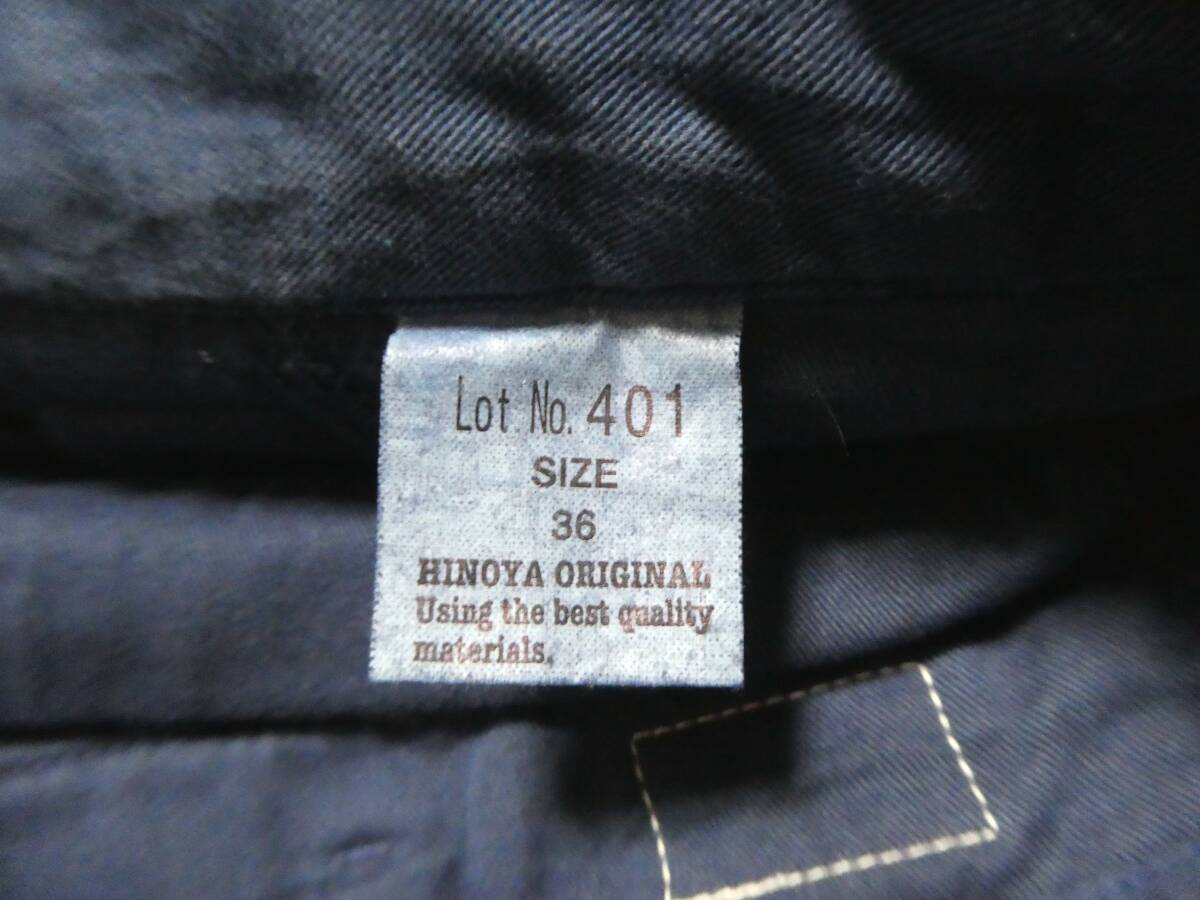 Lot No. 401
SIZE
36
HINOYA ORIGINAL
Using the best quality
materials.